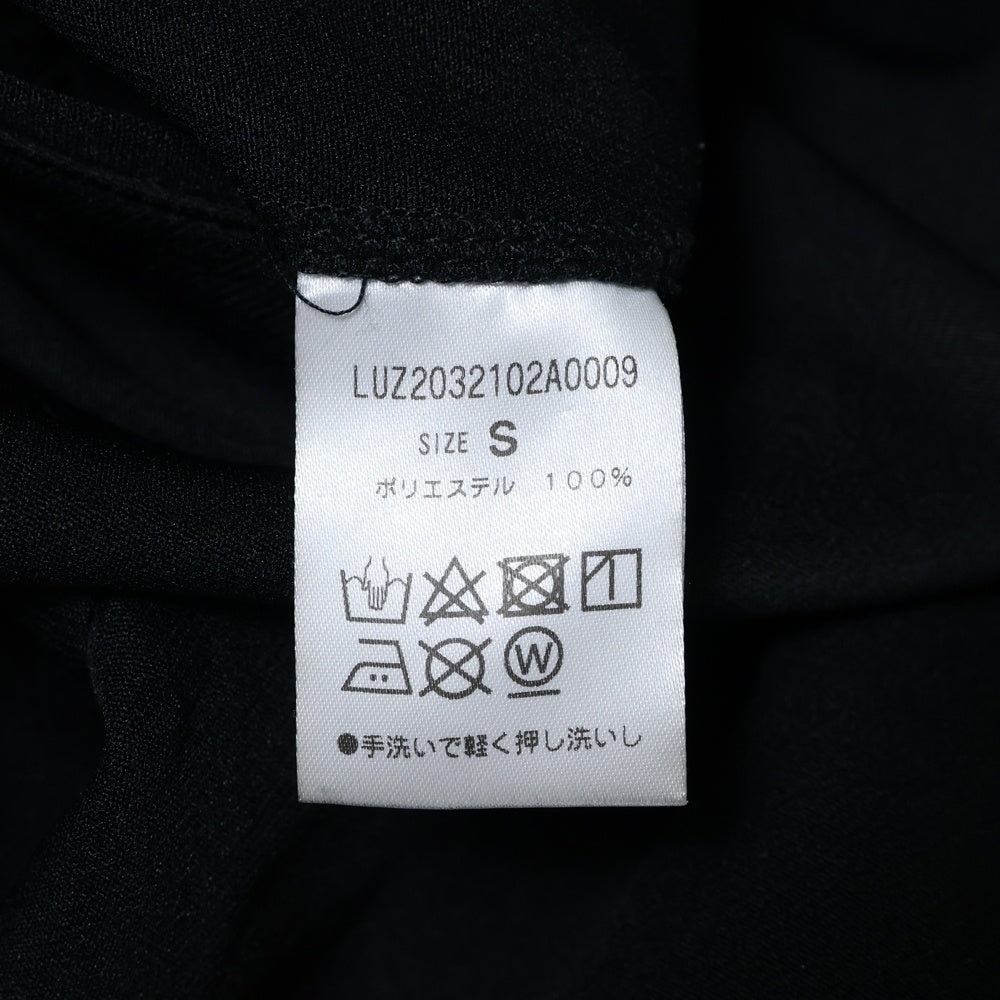 LUZ2032102A0009
SIZE S
ポリエステル 100%
W
●手洗いで軽く押し洗いし